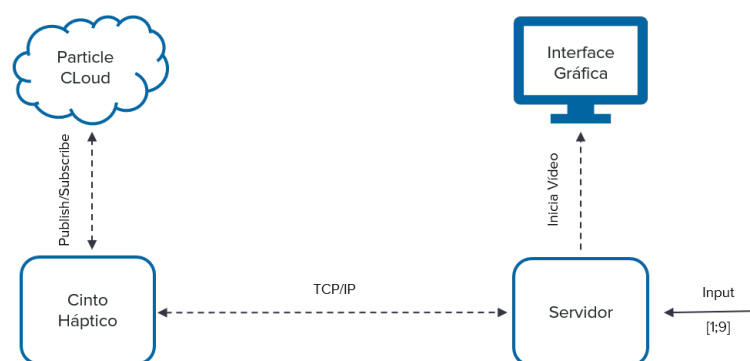 Particle
CLoud
Interface
Gráfica
Publish/Subscribe
Inicia Vídeo
Cinto
Háptico
TCP/IP
Servidor
Input
[1;9]